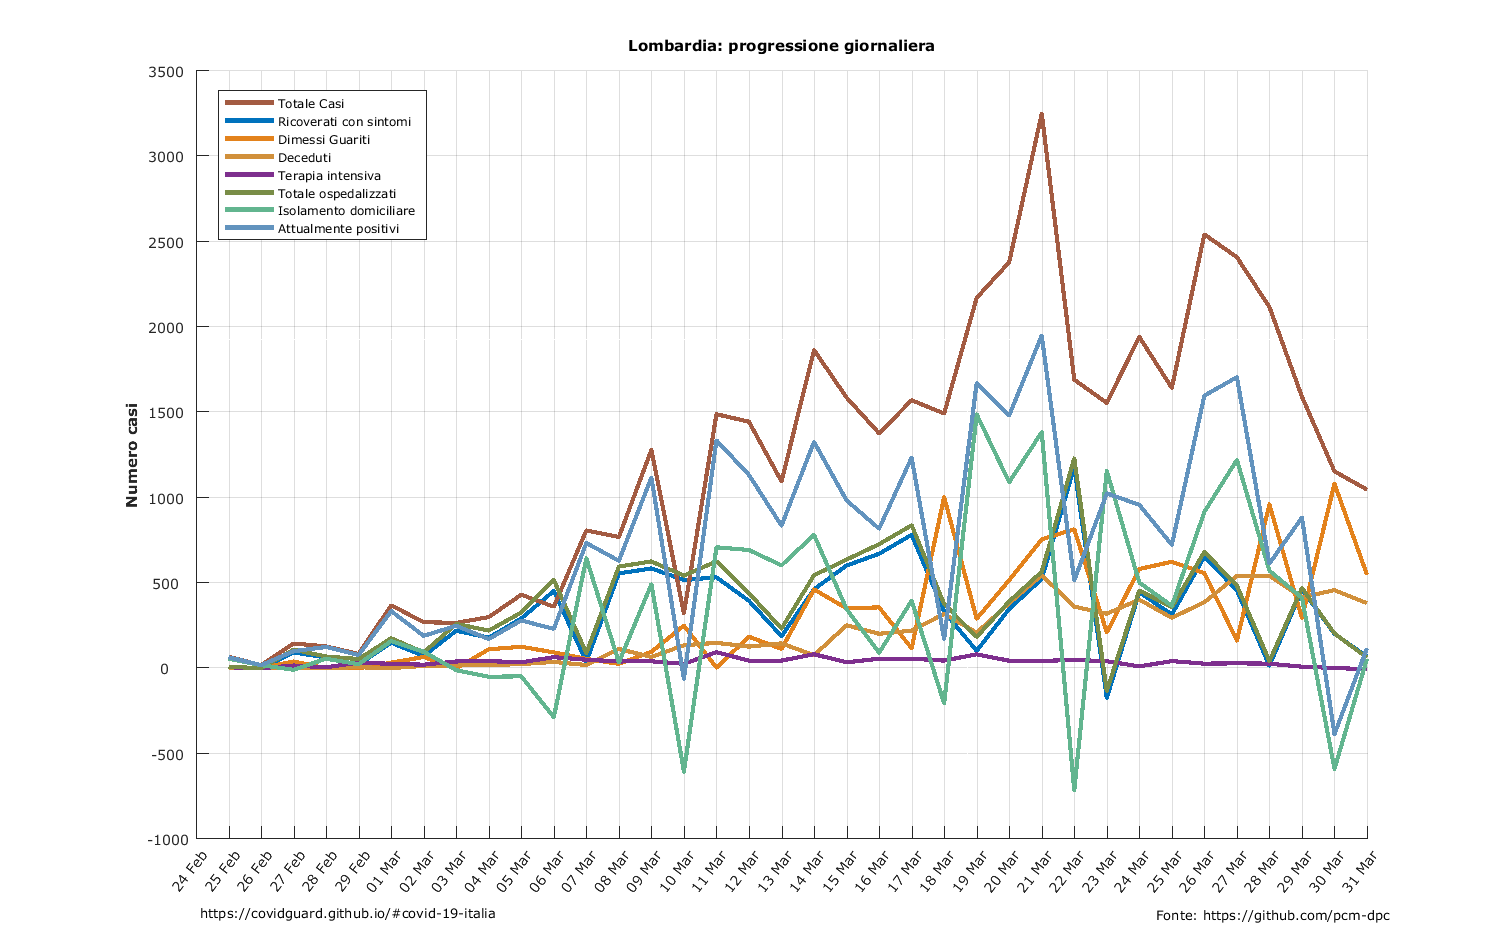 Lombardia: progressione giornaliera
3500
3000
2500
2000
1500
1000
500
0
-500
-1000
Numero casi
Totale Casi
Ricoverati con sintomi
Dimessi Guariti
Deceduti
Terapia intensiva
Totale ospedalizzati
Isolamento domiciliare
Attualmente positivi
24 Feb
25 Feb
26 Feb
27 Feb
28 Feb
29 Feb
01 Mar
02 Mar
03 Mar
04 Mar
05 Mar
06 Mar
07 Mar
08 Mar
09 Mar
10 Mar
11 Mar
12 Mar
13 Mar
14 Mar
15 Mar
16 Mar
17 Mar
18 Mar
19 Mar
20 Mar
21 Mar
22 Mar
23 Mar
24 Mar
25 Mar
26 Mar
27 Mar
28 Mar
29 Mar
30 Mar
31 Mar
https://covidguard.github.io/#covid-19-italia
Fonte: https://github.com/pcm-dpc